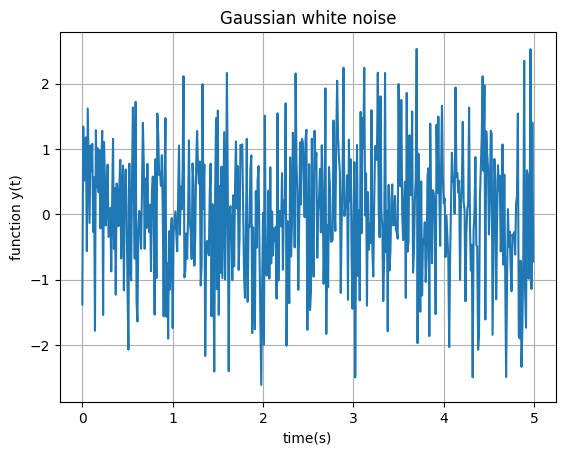 Gaussian white noise
function y(t)
2
1
0
−1
−2
0 1 2 3 4 5
time(s)